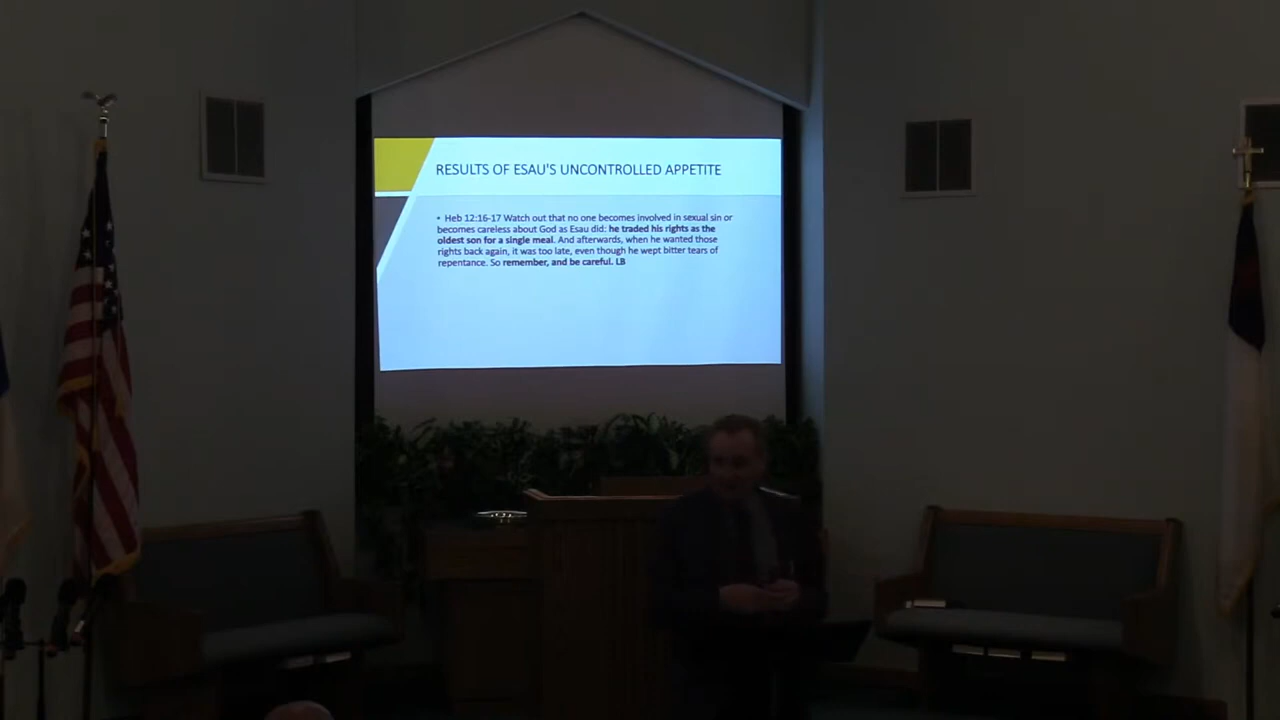 RESULTS OF ESAU'S UNCONTROLLED APPETITE
• Heb 12:16-17 Watch out that no one becomes involved in sexual sin or
becomes careless about God as Esau did: he traded his rights as the
oldest son for a single meal. And afterwards, when he wanted those
rights back again, it was too late, even though he wept bitter tears of
repentance. So remember, and be careful. LB